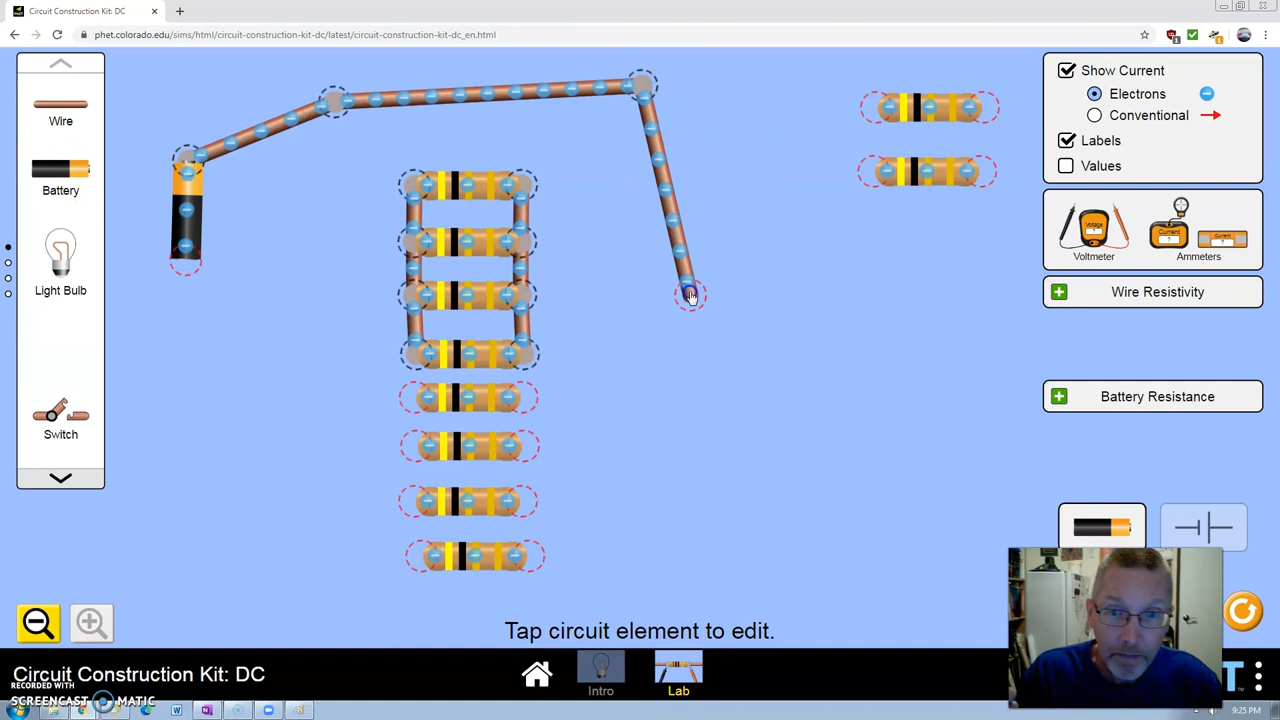 Circuit Construction Kit: DC
phet.colorado.edu/sims/html/circuit-construction-kit-dc/latest/circuit-construction-kit-dc_en.html
Wire
Battery
Light Bulb
Switch
Show Current
Electrons
Conventional
Labels
Values
Voltmeter
Ammeters
Wire Resistivity
Battery Resistance
Tap circuit element to edit.
Circuit Construction Kit: DC
Intro
Lab
RECORDED WITH
SCREENCAST MATIC
9:25 PM